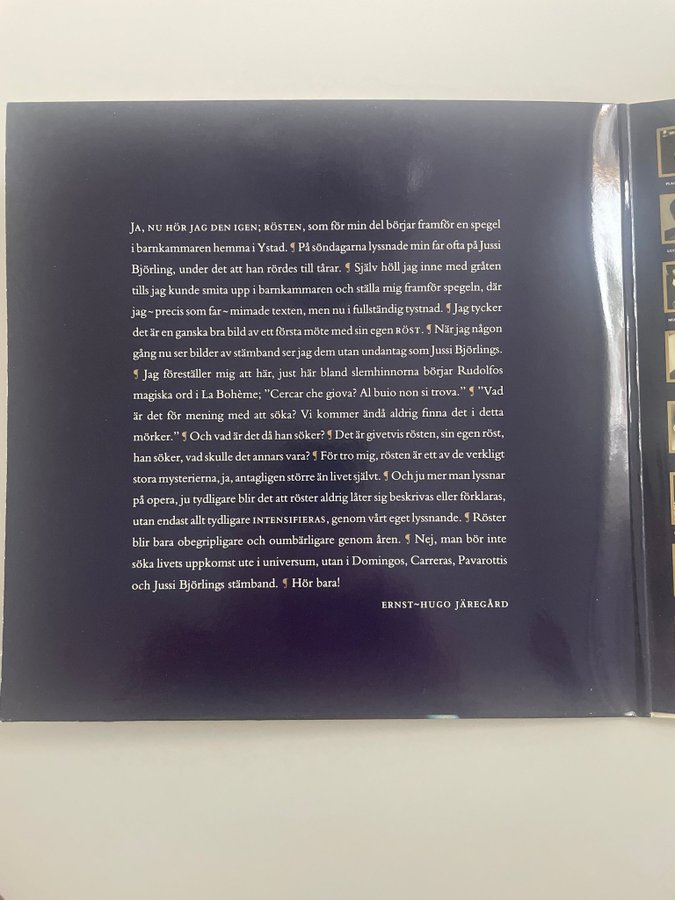 JA, NU HÖR JAG DEN IGEN; RÖSTEN, som för min del börjar framför en spegel
i barnkammaren hemma i Ystad. ¶ På söndagarna lyssnade min far ofta på Jussi
Björling, under det att han rördes till tårar. ¶ Själv höll jag inne med gråten
tills jag kunde smita upp i barnkammaren och ställa mig framför spegeln, där
jag~precis som far~mimade texten, men nu i fullständig tystnad. ¶ Jag tycker
det är en ganska bra bild av ett första möte med sin egen RÖST. ¶ När jag någon
gång nu ser bilder av stämband ser jag dem utan undantag som Jussi Björlings.
¶ Jag föreställer mig att här, just här bland slemhinnorna börjar Rudolfos
magiska ord i La Bohème; ”Cercar che giova? Al buio non si trova.” ¶ ”Vad
är det för mening med att söka? Vi kommer ändå aldrig finna det i detta
mörker.” ¶ Och vad är det då han söker? ¶ Det är givetvis rösten, sin egen röst,
han söker, vad skulle det annars vara? ¶ För tro mig, rösten är ett av de verkligt
stora mysterierna, ja, antagligen större än livet självt. ¶ Och ju mer man lyssnar
på opera, ju tydligare blir det att röster aldrig låter sig beskrivas eller förklaras,
utan endast allt tydligare INTENSIFIERAS, genom vårt eget lyssnande. ¶ Röster
blir bara obegripligare och oumbärligare genom åren. ¶ Nej, man bör inte
söka livets uppkomst ute i universum, utan i Domingos, Carreras, Pavarottis
och Jussi Björlings stämband. ¶ Hör bara!
ERNST~HUGO JÄREGÅRD